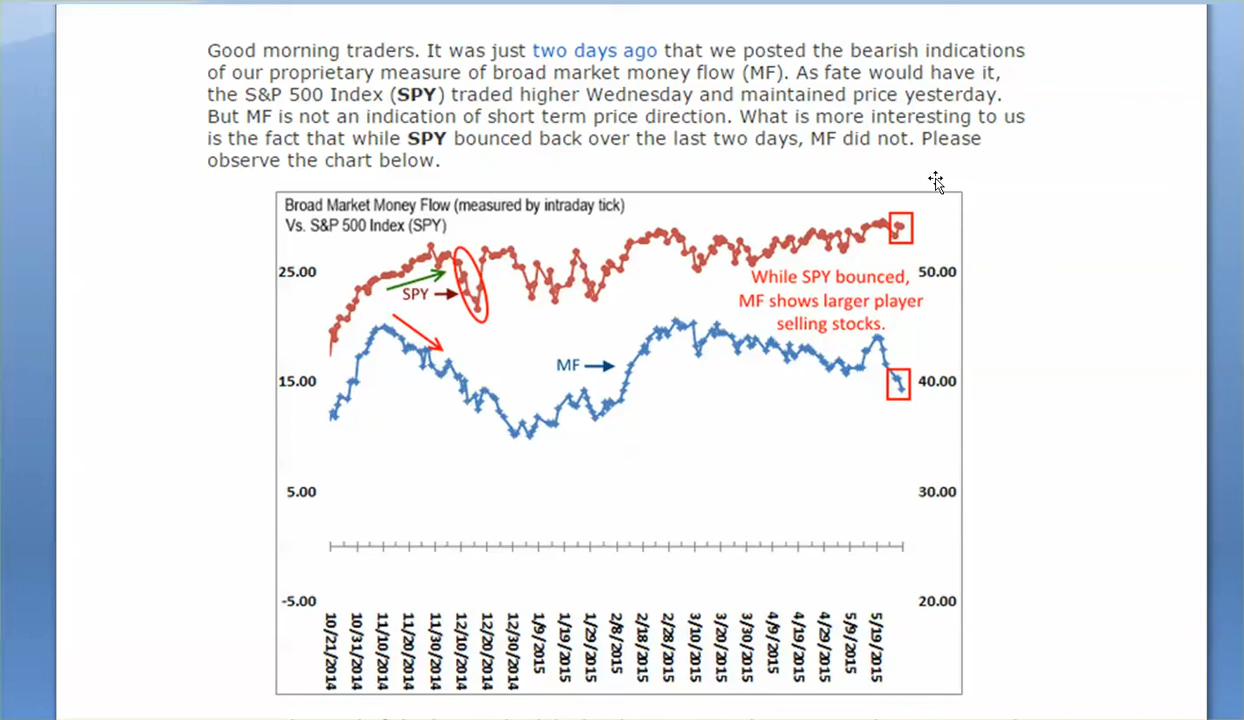 Good morning traders. It was just two days ago that we posted the bearish indications
of our proprietary measure of broad market money flow (MF). As fate would have it,
the S&P 500 Index (SPY) traded higher Wednesday and maintained price yesterday.
But MF is not an indication of short term price direction. What is more interesting to us
is the fact that while SPY bounced back over the last two days, MF did not. Please
observe the chart below.
Broad Market Money Flow (measured by intraday tick)
Vs. S&P 500 Index (SPY)
25.00
50.00
While SPY bounced,
MF shows larger player
selling stocks.
SPY
MF
15.00
40.00
5.00
30.00
-5.00
20.00
10/21/2014
10/31/2014
11/10/2014
11/20/2014
11/30/2014
12/10/2014
12/20/2014
12/30/2014
1/9/2015
1/19/2015
1/29/2015
2/8/2015
2/18/2015
2/28/2015
3/10/2015
3/20/2015
3/30/2015
4/9/2015
4/19/2015
4/29/2015
5/9/2015
5/19/2015